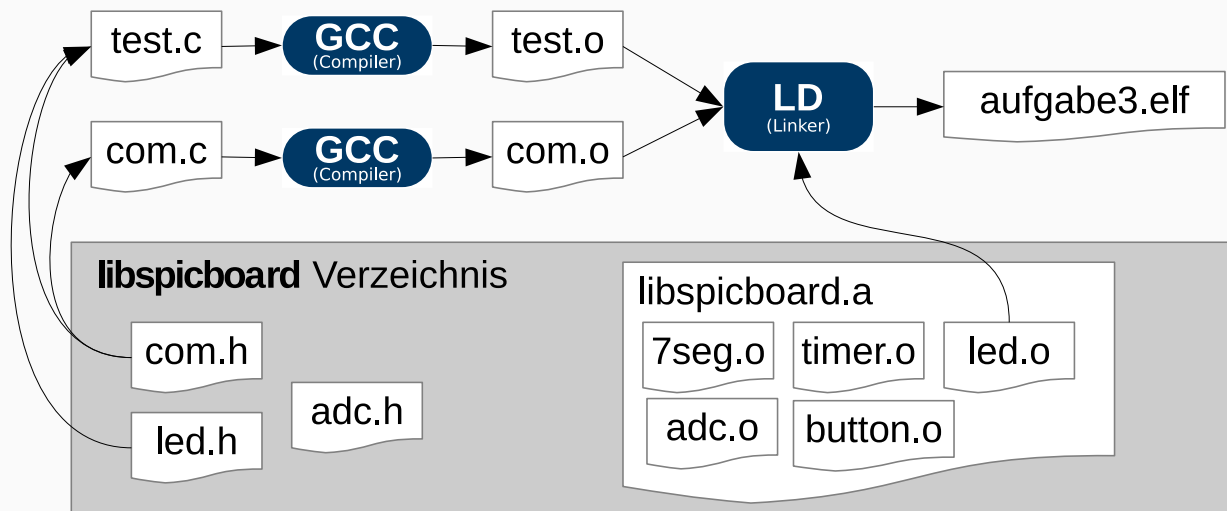 test.c
GCC
(Compiler)
test.o
LD
(Linker)
aufgabe3.elf
com.c
GCC
(Compiler)
com.o
libspicboard Verzeichnis
com.h
adc.h
led.h
libspicboard.a
7seg.o
timer.o
led.o
adc.o
button.o